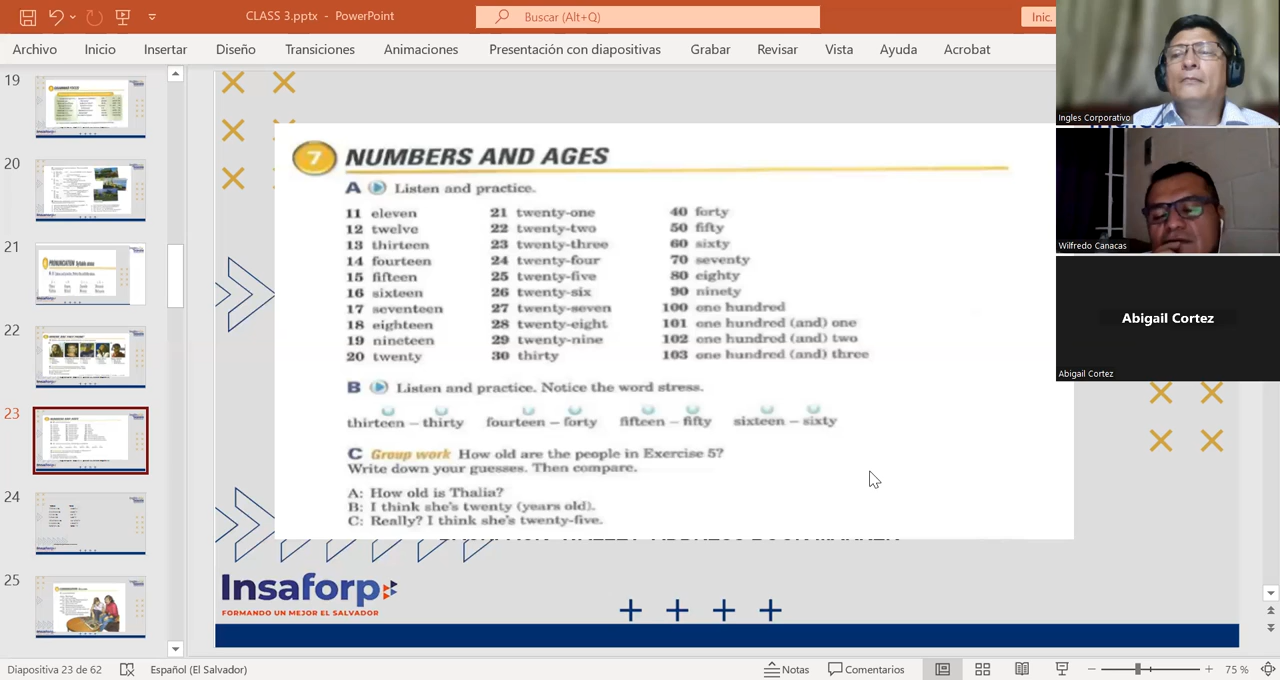 CLASS 3.pptx - PowerPoint
Buscar (Alt+Q)
Inic.
Archivo Inicio Insertar Diseño Transiciones Animaciones Presentación con diapositivas Grabar Revisar Vista Ayuda Acrobat
19
20
21
22
23
24
25
7 NUMBERS AND AGES
A Listen and practice.
11 eleven 21 twenty-one 40 forty
12 twelve 22 twenty-two 50 fifty
13 thirteen 23 twenty-three 60 sixty
14 fourteen 24 twenty-four 70 seventy
15 fifteen 25 twenty-five 80 eighty
16 sixteen 26 twenty-six 90 ninety
17 seventeen 27 twenty-seven 100 one hundred
18 eighteen 28 twenty-eight 101 one hundred (and) one
19 nineteen 29 twenty-nine 102 one hundred (and) two
20 twenty 30 thirty 103 one hundred (and) three
B Listen and practice. Notice the word stress.
thirteen – thirty fourteen – forty fifteen – fifty sixteen – sixty
C Group work How old are the people in Exercise 5?
Write down your guesses. Then compare.
A: How old is Thalia?
B: I think she's twenty (years old).
C: Really? I think she's twenty-five.
Insaforp
FORMANDO UN MEJOR EL SALVADOR
Ingles Corporativo
Wilfredo Canacas
Abigail Cortez
Abigail Cortez
Diapositiva 23 de 62 Español (El Salvador) Notas Comentarios 75 %